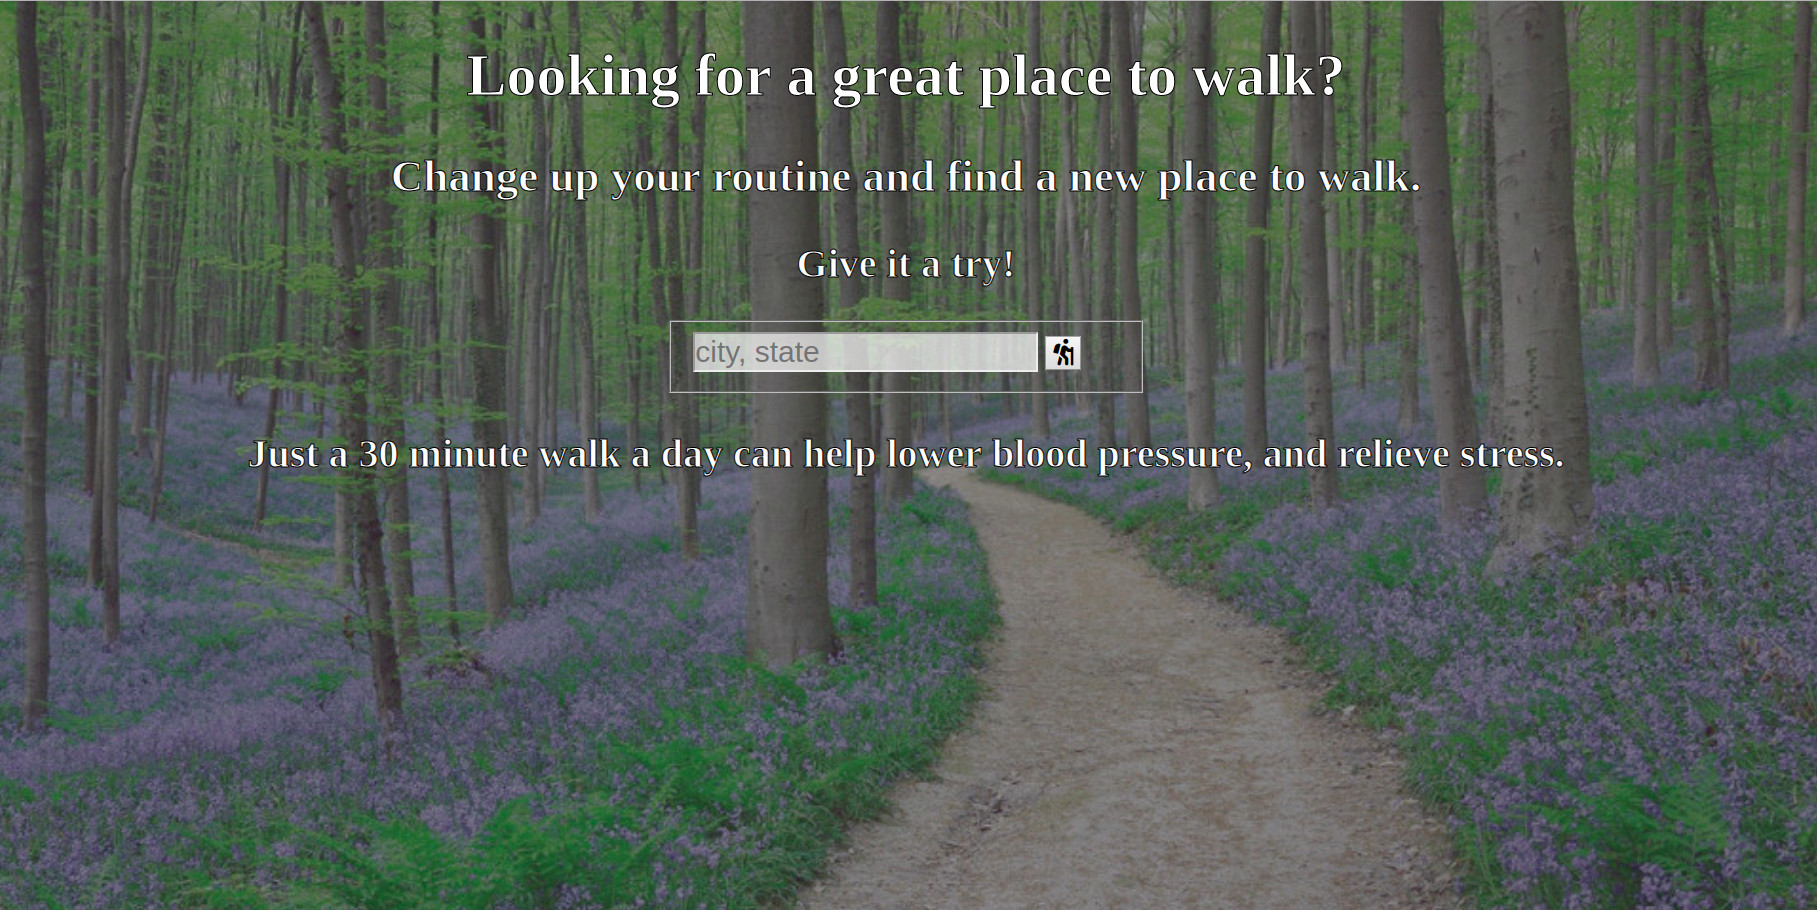 Looking for a great place to walk?
Change up your routine and find a new place to walk.
Give it a try!
city, state
Just a 30 minute walk a day can help lower blood pressure, and relieve stress.